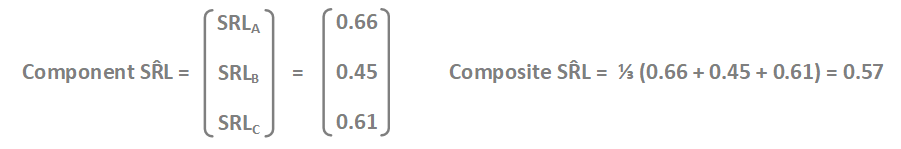 SRL_A 0.66
Component SR̂L = SRL_B = 0.45 Composite SR̂L = ⅓ (0.66 + 0.45 + 0.61) = 0.57
SRL_C 0.61